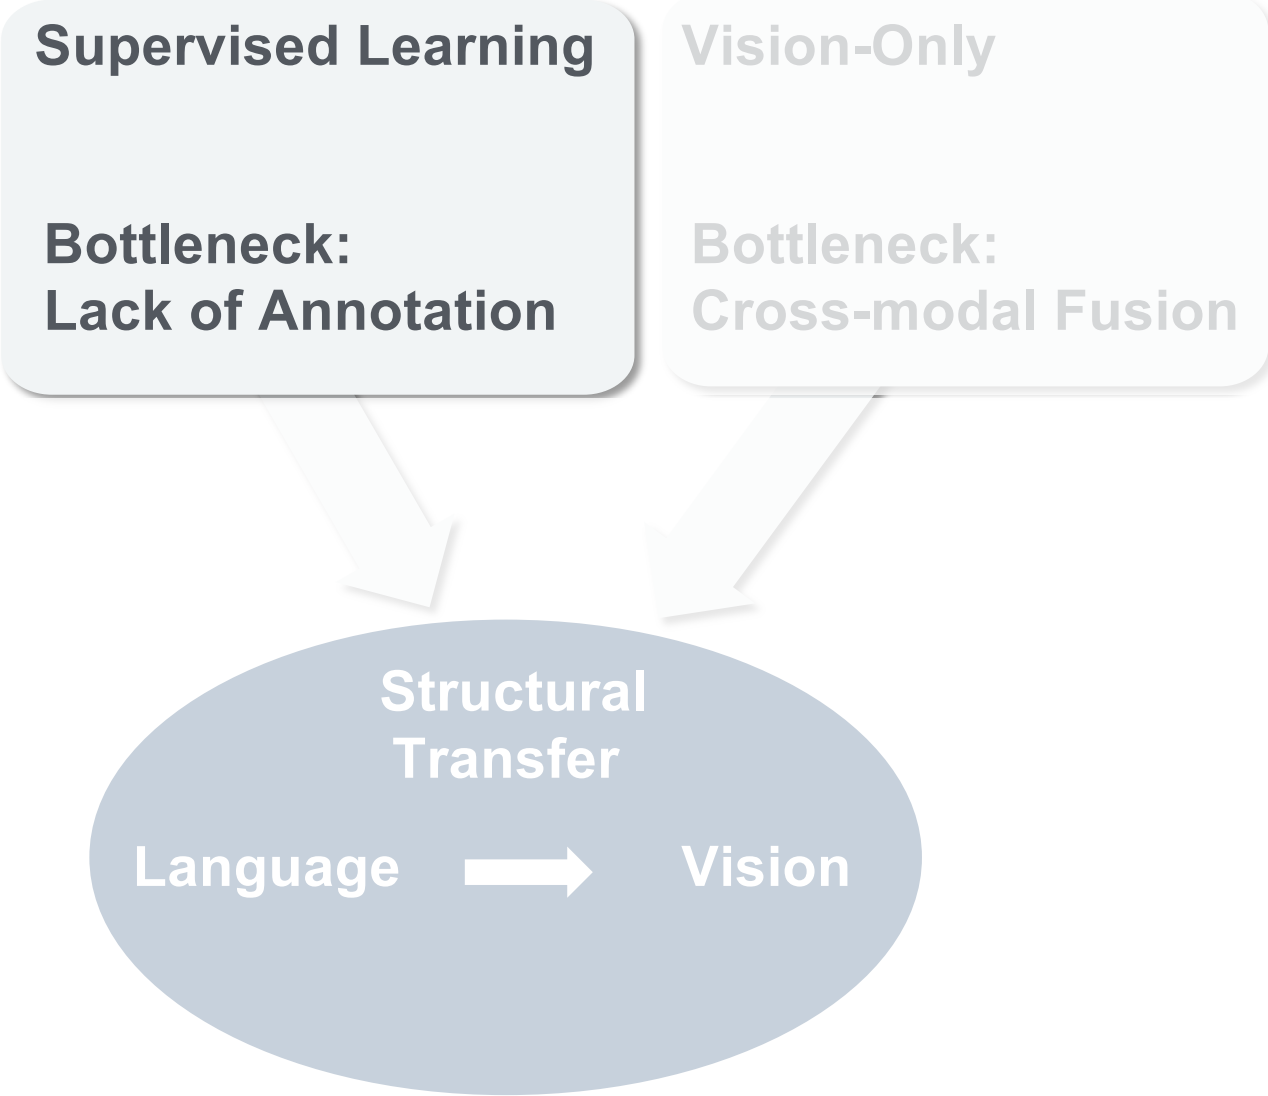 Supervised Learning
Bottleneck:
Lack of Annotation
Vision-Only
Bottleneck:
Cross-modal Fusion
Structural
Transfer
Language
Vision